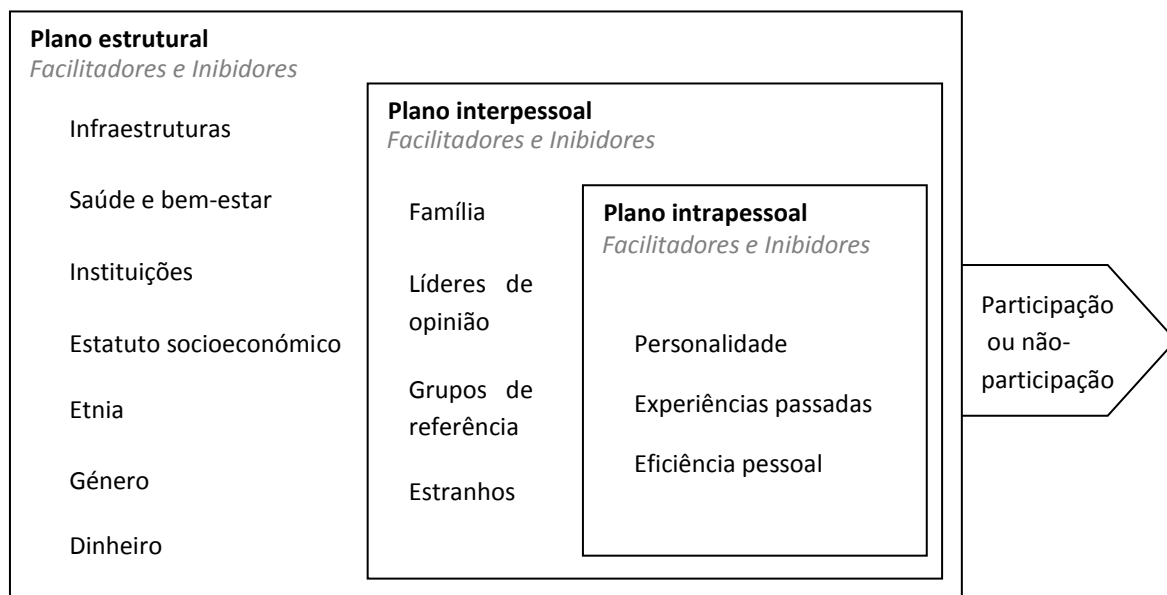 Plano estrutural
Facilitadores e Inibidores
Infraestruturas
Saúde e bem-estar
Instituições
Estatuto socioeconómico
Etnia
Género
Dinheiro
Plano interpessoal
Facilitadores e Inibidores
Família
Líderes de
opinião
Grupos de
referência
Estranhos
Plano intrapessoal
Facilitadores e Inibidores
Personalidade
Experiências passadas
Eficiência pessoal
Participação
ou não-
participação